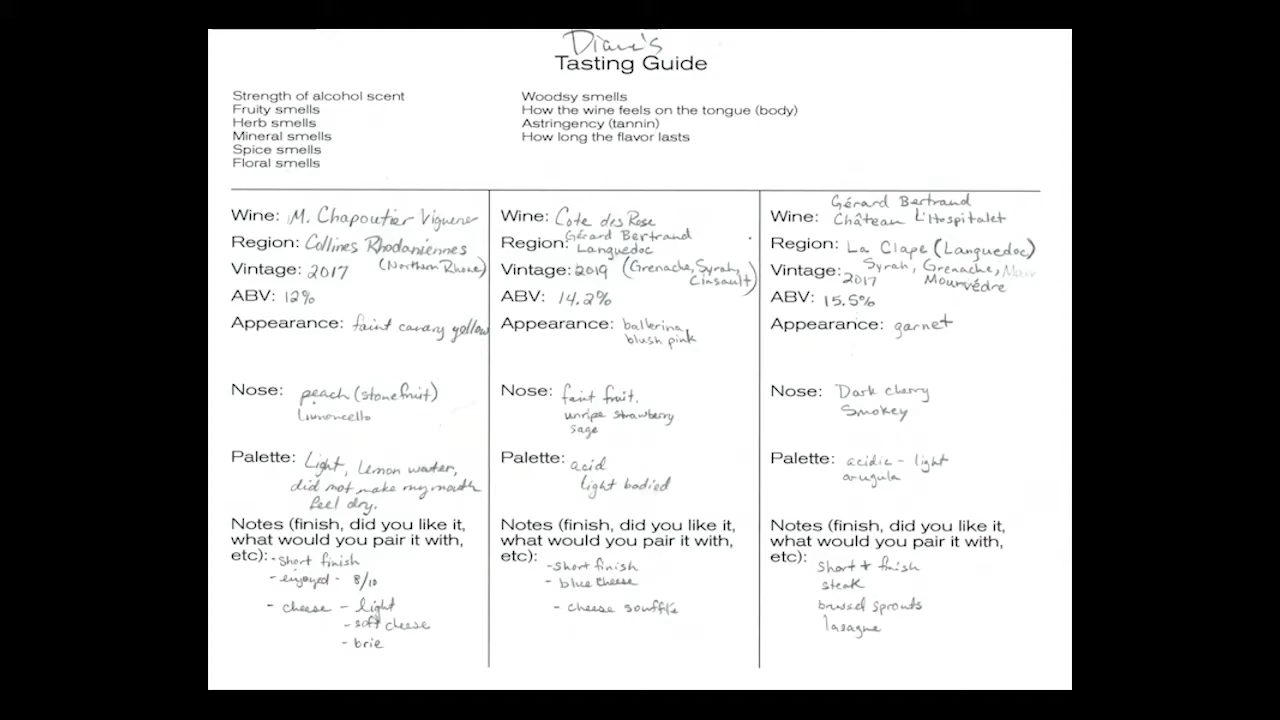 Diane's
Tasting Guide
Strength of alcohol scent
Fruity smells
Herb smells
Mineral smells
Spice smells
Floral smells
Woodsy smells
How the wine feels on the tongue (body)
Astringency (tannin)
How long the flavor lasts
Wine: M. Chapoutier Viguener
Region: Collines Rhodaniennes
(Northern Rhone)
Vintage: 2017
ABV: 12%
Appearance: faint canary yellow
Nose: peach (stonefruit)
Limoncello
Palette: Light, Lemon water,
did not make my mouth
feel dry.
Notes (finish, did you like it,
what would you pair it with,
etc): - short finish
- enjoyed - 8/10
- cheese - light
- soft cheese
- brie
Wine: Cote des Rose
Gérard Bertrand
Region: Languedoc
Vintage: 2019 (Grenache, Syrah,
Cinsault)
ABV: 14.2%
Appearance: ballerina
blush pink
Nose: faint fruit.
unripe strawberry
sage
Palette: acid
light bodied
Notes (finish, did you like it,
what would you pair it with,
etc): - short finish
- blue cheese
- cheese soufflé
Gérard Bertrand
Wine: Château L'Hospitalet
Region: La Clape (Languedoc)
Vintage: Syrah, Grenache,
2017 Mourvédre
ABV: 15.5%
Appearance: garnet
Nose: Dark cherry
Smokey
Palette: acidic - light
arugula
Notes (finish, did you like it,
what would you pair it with,
etc): short + finish
steak
brussel sprouts
lasagne